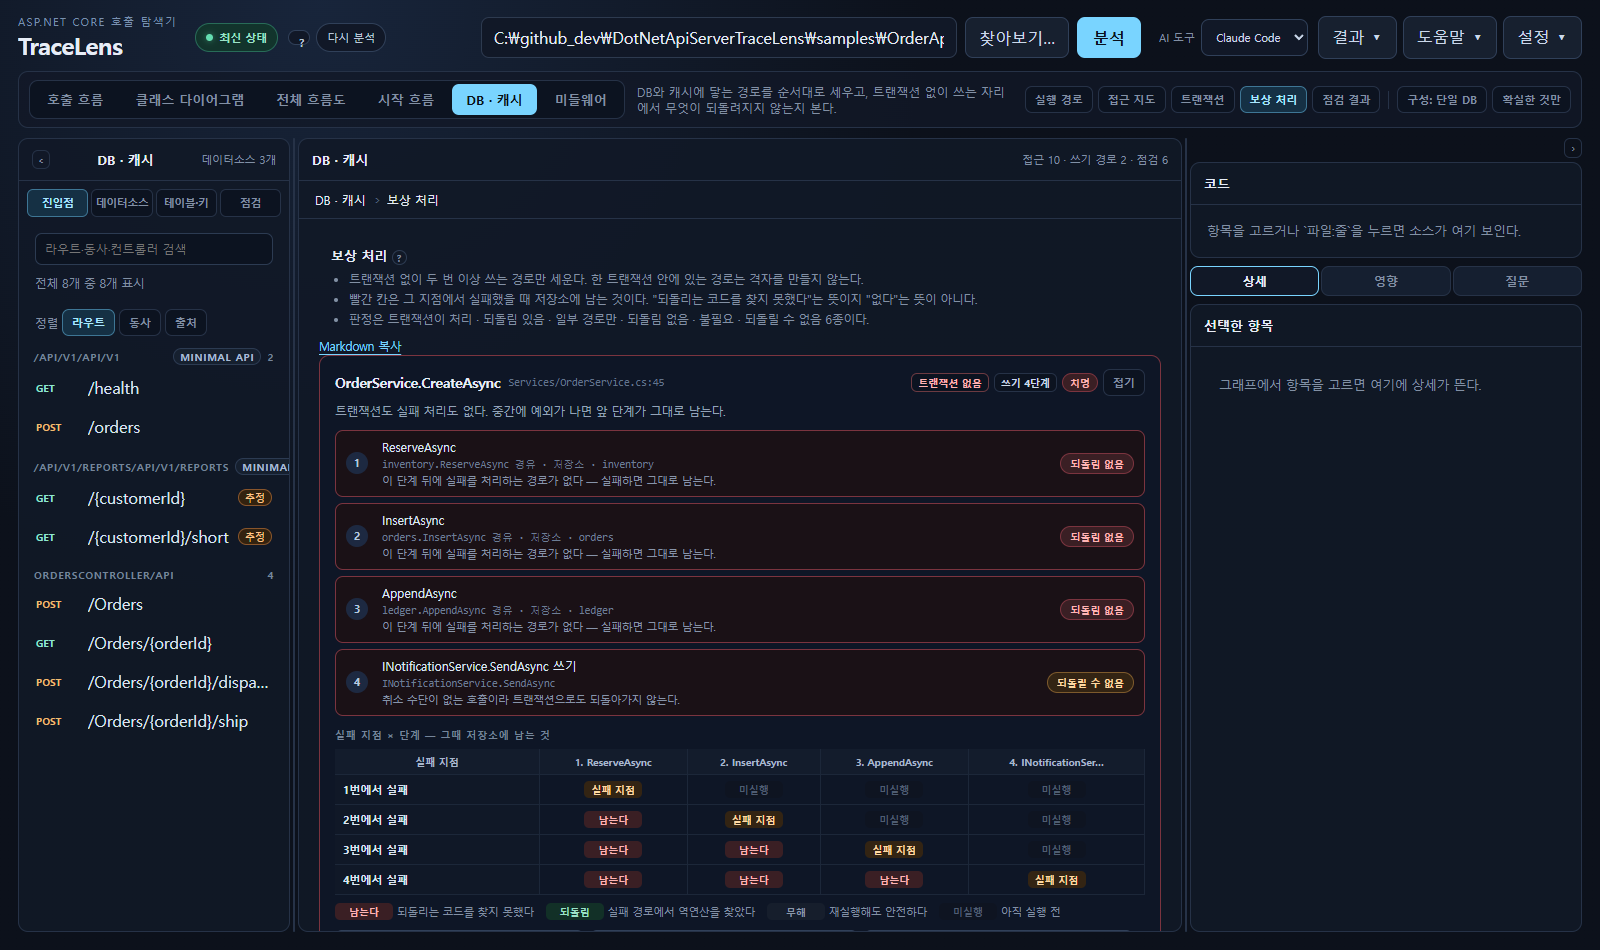 ASP.NET CORE 호출 탐색기
TraceLens
최신 상태
?
다시 분석
C:₩github_dev₩DotNetApiServerTraceLens₩samples₩OrderAp
찾아보기...
분석
AI 도구
Claude Code
결과 ▼
도움말 ▼
설정 ▼
호출 흐름
클래스 다이어그램
전체 흐름도
시작 흐름
DB · 캐시
미들웨어
DB와 캐시에 닿는 경로를 순서대로 세우고, 트랜잭션 없이 쓰는 자리
에서 무엇이 되돌려지지 않는지 본다.
실행 경로
접근 지도
트랜잭션
보상 처리
점검 결과
구성: 단일 DB
확실한 것만
‹
DB · 캐시
데이터소스 3개
진입점
데이터소스
테이블·키
점검
라우트·동사·컨트롤러 검색
전체 8개 중 8개 표시
정렬
라우트
동사
출처
/API/V1/API/V1
MINIMAL API
2
GET /health
POST /orders
/API/V1/REPORTS/API/V1/REPORTS
MINIMAI
GET /{customerId} 추정
GET /{customerId}/short 추정
ORDERSCONTROLLER/API 4
POST /Orders
GET /Orders/{orderId}
POST /Orders/{orderId}/dispa...
POST /Orders/{orderId}/ship
DB · 캐시
접근 10 · 쓰기 경로 2 · 점검 6
DB · 캐시 › 보상 처리
보상 처리 ?
• 트랜잭션 없이 두 번 이상 쓰는 경로만 세운다. 한 트랜잭션 안에 있는 경로는 격자를 만들지 않는다.
• 빨간 칸은 그 지점에서 실패했을 때 저장소에 남는 것이다. "되돌리는 코드를 찾지 못했다"는 뜻이지 "없다"는 뜻이 아니다.
• 판정은 트랜잭션이 처리 · 되돌림 있음 · 일부 경로만 · 되돌림 없음 · 불필요 · 되돌릴 수 없음 6종이다.
Markdown 복사
OrderService.CreateAsync Services/OrderService.cs:45
트랜잭션 없음
쓰기 4단계
치명
접기
트랜잭션도 실패 처리도 없다. 중간에 예외가 나면 앞 단계가 그대로 남는다.
1
ReserveAsync
inventory.ReserveAsync 경유 · 저장소 · inventory
이 단계 뒤에 실패를 처리하는 경로가 없다 — 실패하면 그대로 남는다.
되돌림 없음
2
InsertAsync
orders.InsertAsync 경유 · 저장소 · orders
이 단계 뒤에 실패를 처리하는 경로가 없다 — 실패하면 그대로 남는다.
되돌림 없음
3
AppendAsync
ledger.AppendAsync 경유 · 저장소 · ledger
이 단계 뒤에 실패를 처리하는 경로가 없다 — 실패하면 그대로 남는다.
되돌림 없음
4
INotificationService.SendAsync 쓰기
INotificationService.SendAsync
취소 수단이 없는 호출이라 트랜잭션으로도 되돌아가지 않는다.
되돌릴 수 없음
실패 지점 × 단계 — 그때 저장소에 남는 것
실패 지점 1. ReserveAsync 2. InsertAsync 3. AppendAsync 4. INotificationSer...
1번에서 실패 실패 지점 미실행 미실행 미실행
2번에서 실패 남는다 실패 지점 미실행 미실행
3번에서 실패 남는다 남는다 실패 지점 미실행
4번에서 실패 남는다 남는다 남는다 실패 지점
남는다 되돌리는 코드를 찾지 못했다 되돌림 실패 경로에서 역연산을 찾았다 무해 재실행해도 안전하다 미실행 아직 실행 전
›
코드
항목을 고르거나 `파일:줄`을 누르면 소스가 여기 보인다.
상세
영향
질문
선택한 항목
그래프에서 항목을 고르면 여기에 상세가 뜬다.